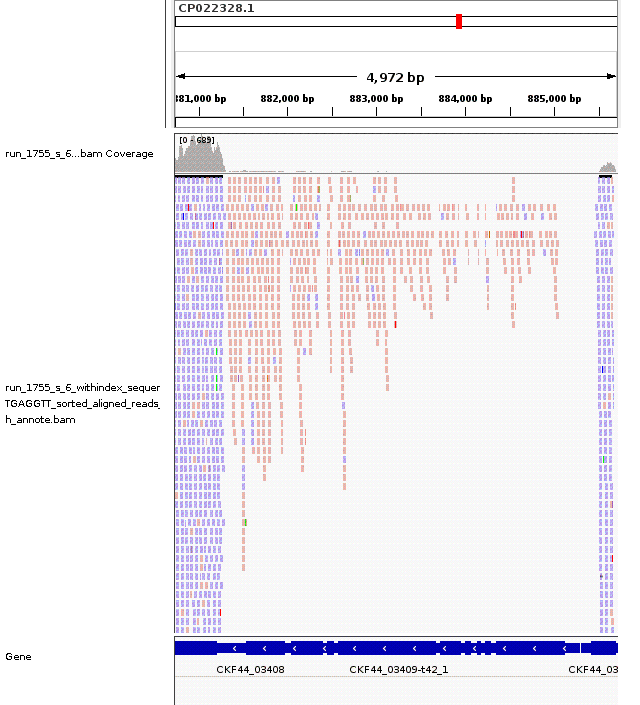 CP022328.1
4,972 bp
881,000 bp 882,000 bp 883,000 bp 884,000 bp 885,000 bp
[0 - 689]
run_1755_s_6...bam Coverage
run_1755_s_6_withindex_sequer
TGAGGTT_sorted_aligned_reads_
h_annote.bam
Gene
CKF44_03408 CKF44_03409-t42_1 CKF44_03